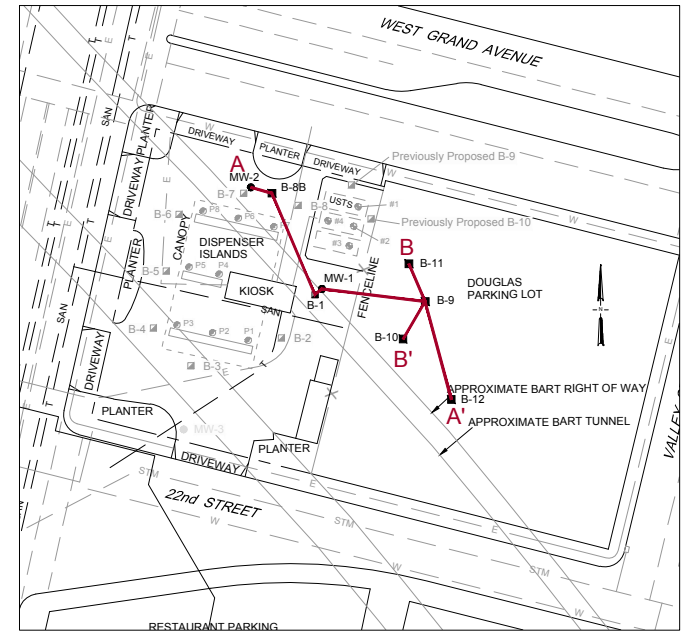 WEST GRAND AVENUE
E
T
T
SAN
W
DRIVEWAY
PLANTER
DRIVEWAY
PLANTER
DRIVEWAY
Previously Proposed B-9
A
MW-2
B-7
B-8B
B-8
USTS
#1
#4
#2
#3
Previously Proposed B-10
B-6
P8
P6
CANOPY
DISPENSER
ISLANDS
PLANTER
B
B-11
DOUGLAS
PARKING LOT
B-5
P5
P4
KIOSK
MW-1
FENCELINE
B-9
N
B-1
SAN
B-4
P3
P2
P1
B-2
B-10
B'
DRIVEWAY
B-3
E
A'
B-12
APPROXIMATE BART RIGHT OF WAY
APPROXIMATE BART TUNNEL
PLANTER
MW-3
PLANTER
DRIVEWAY
VALLEY
STM
22nd STREET
W
STM
E
E
STM
W
W
RESTAURANT PARKING